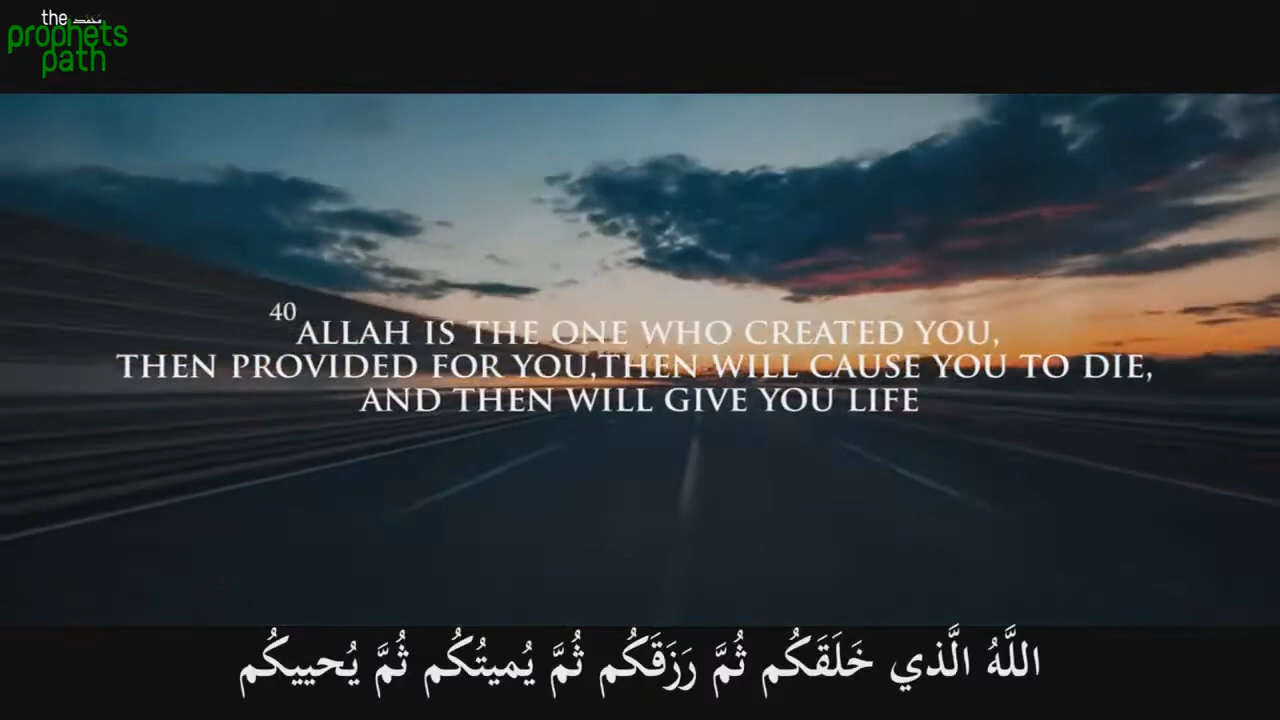 the محمد
prophets
path
40 ALLAH IS THE ONE WHO CREATED YOU,
THEN PROVIDED FOR YOU,THEN WILL CAUSE YOU TO DIE,
AND THEN WILL GIVE YOU LIFE
اللَّهُ الَّذي خَلَقَكُم ثُمَّ رَزَقَكُم ثُمَّ يُميتُكُم ثُمَّ يُحييكُم